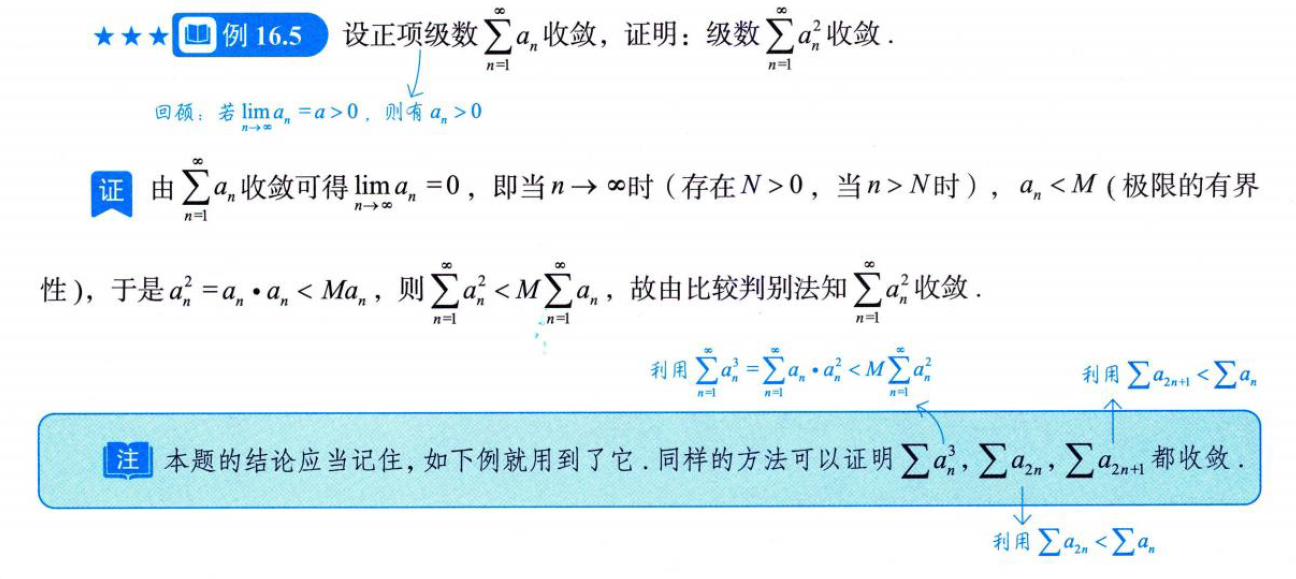 ★★★ 例 16.5 设正项级数 $\sum_{n=1}^{\infty} a_n$ 收敛，证明：级数 $\sum_{n=1}^{\infty} a_n^2$ 收敛．
回顾：若 $\lim_{n\to\infty} a_n = a > 0$，则有 $a_n > 0$
证 由 $\sum_{n=1}^{\infty} a_n$ 收敛可得 $\lim_{n\to\infty} a_n = 0$，即当 $n\to\infty$ 时（存在 $N>0$，当 $n>N$ 时），$a_n < M$（极限的有界
性），于是 $a_n^2 = a_n \cdot a_n < Ma_n$，则 $\sum_{n=1}^{\infty} a_n^2 < M\sum_{n=1}^{\infty} a_n$，故由比较判别法知 $\sum_{n=1}^{\infty} a_n^2$ 收敛．
利用 $\sum_{n=1}^{\infty} a_n^3 = \sum_{n=1}^{\infty} a_n \cdot a_n^2 < M\sum_{n=1}^{\infty} a_n^2$
利用 $\sum a_{2n+1} < \sum a_n$
注 本题的结论应当记住，如下例就用到了它．同样的方法可以证明 $\sum a_n^3$，$\sum a_{2n}$，$\sum a_{2n+1}$ 都收敛．
利用 $\sum a_{2n} < \sum a_n$